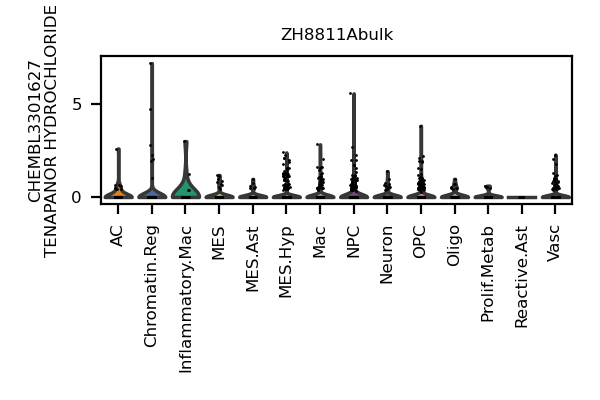 ZH8811Abulk
CHEMBL3301627
TENAPANOR HYDROCHLORIDE
5
0
AC
Chromatin.Reg
Inflammatory.Mac
MES
MES.Ast
MES.Hyp
Mac
NPC
Neuron
OPC
Oligo
Prolif.Metab
Reactive.Ast
Vasc